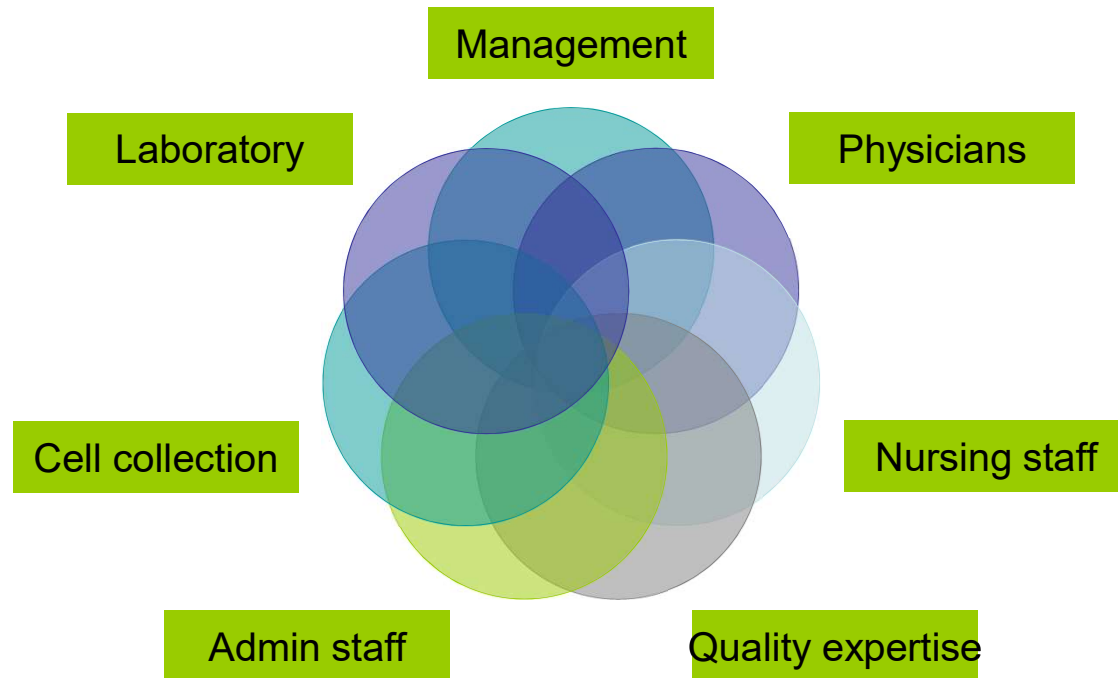 Management
Laboratory
Physicians
Cell collection
Nursing staff
Admin staff
Quality expertise